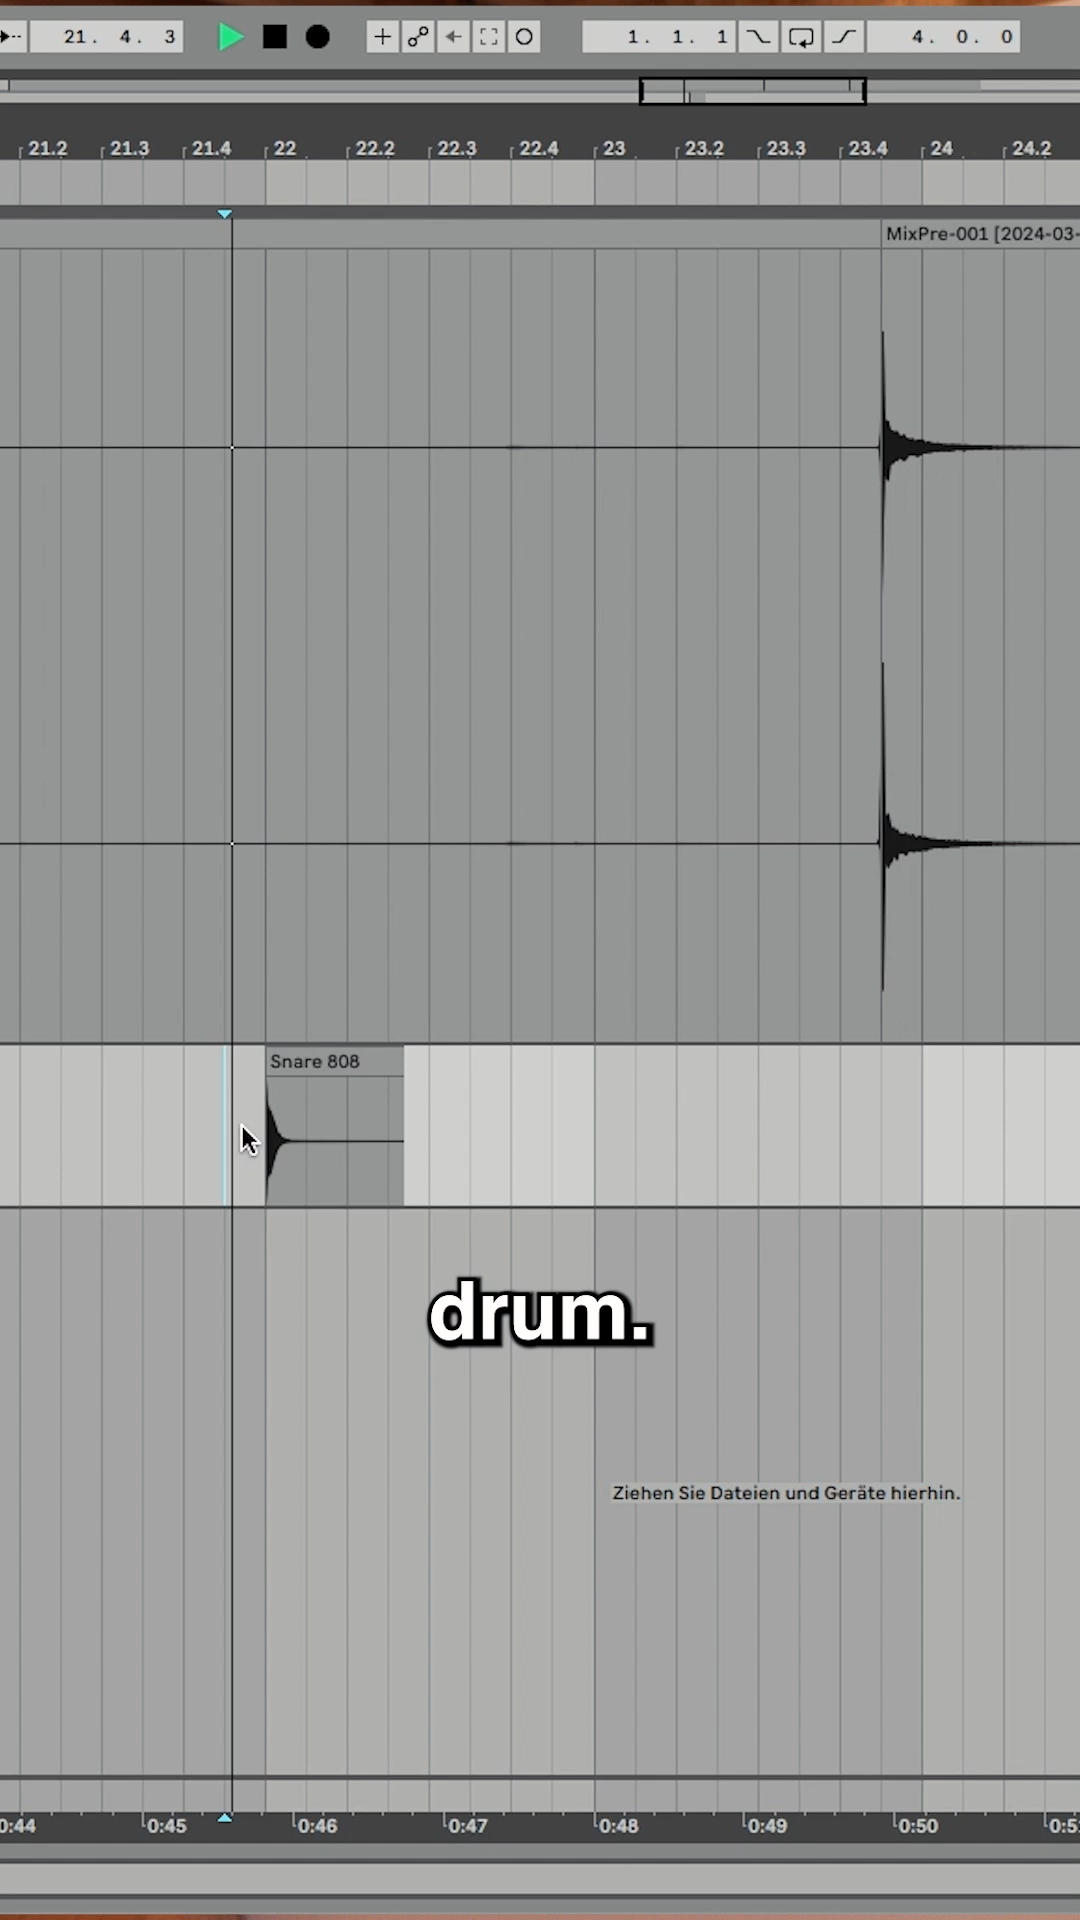 21. 4. 3
1. 1. 1
4. 0. 0
21.2 21.3 21.4 22 22.2 22.3 22.4 23 23.2 23.3 23.4 24 24.2
MixPre-001 [2024-03-
Snare 808
drum.
Ziehen Sie Dateien und Geräte hierhin.
0:44 0:45 0:46 0:47 0:48 0:49 0:50 0:5